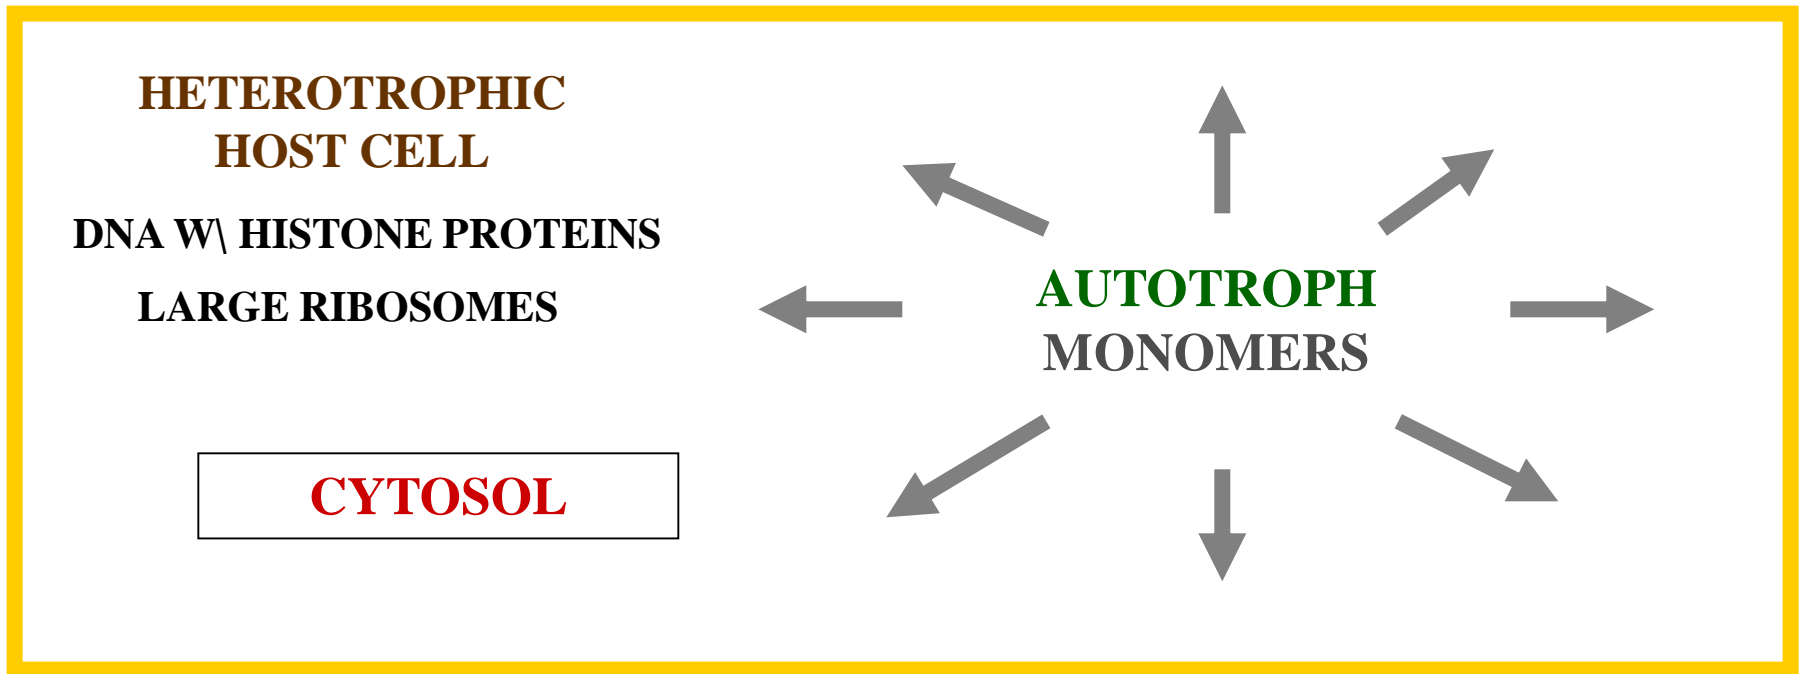 HETEROTROPHIC
HOST CELL
DNA W\ HISTONE PROTEINS
LARGE RIBOSOMES
CYTOSOL
AUTOTROPH
MONOMERS